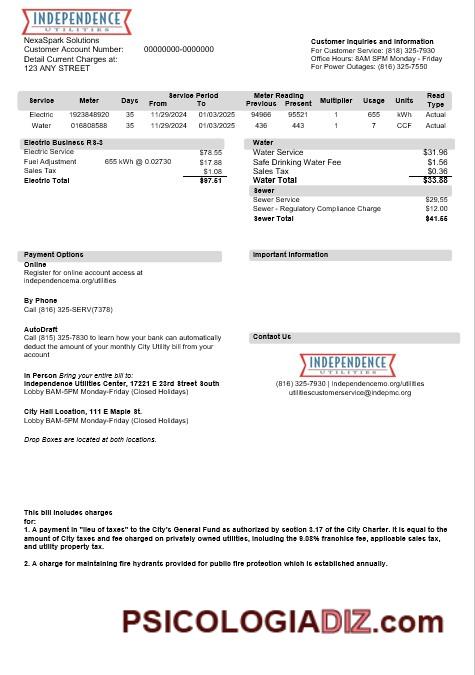 INDEPENDENCE
UTILITIES
NexaSpark Solutions
Customer Account Number: 00000000-0000000
Detail Current Charges at:
123 ANY STREET
Customer Inquiries and Information
For Customer Service: (818) 325-7930
Office Hours: 8AM SPM Monday - Friday
For Power Outages: (816) 325-7550
Service Period Meter Reading Read
Service Meter Days From To Previous Present Multiplier Usage Units Type
Electric 1923848920 35 11/29/2024 01/03/2025 94966 95521 1 655 kWh Actual
Water 016808588 35 11/29/2024 01/03/2025 436 443 1 7 CCF Actual
Electric Business RS-3
Electric Service $78.55
Fuel Adjustment 655 kWh @ 0.02730 $17.88
Sales Tax $1.08
Electric Total $97.51
Water
Water Service $31.96
Safe Drinking Water Fee $1.56
Sales Tax $0.36
Water Total $33.88
Sewer
Sewer Service $29,55
Sewer - Regulatory Compliance Charge $12.00
Sewer Total $41.55
Payment Options
Online
Register for online account access at
independencema.org/utilities
By Phone
Call (816) 325-SERV(7378)
AutoDraft
Call (815) 325-7830 to learn how your bank can automatically
deduct the amount of your monthly City Utility bill from your
account
In Person Bring your entire bill to:
Independence Utilities Center, 17221 E 23rd Street South
Lobby BAM-5PM Monday-Friday (Closed Holidays)
City Hall Location, 111 E Maple St.
Lobby BAM-5PM Monday-Friday (Closed Holidays)
Drop Boxes are located at both locations.
Important Information
Contact Us
INDEPENDENCE
UTILITIES
(816) 325-7930 | Independencemo.org/utilities
utilitiescustomerservice@indepmc.org
This bill includes charges
for:
1. A payment in "lieu of taxes" to the City's General Fund as authorized by section 3.17 of the City Charter. It is equal to the
amount of City taxes and fee charged on privately owned utilities, including the 9.08% franchise fee, applicable sales tax,
and utility property tax.
2. A charge for maintaining fire hydrants provided for public fire protection which is established annually.
PSICOLOGIADIZ.com